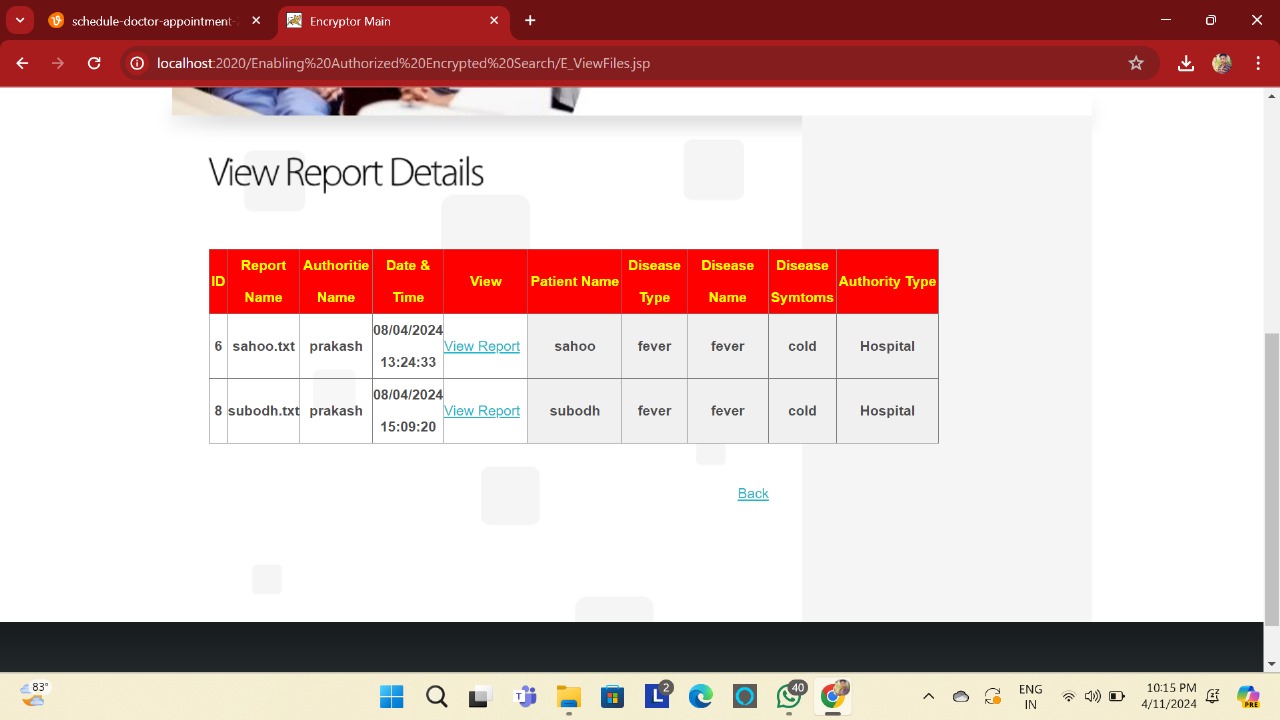 schedule-doctor-appointment-
Encryptor Main
localhost:2020/Enabling%20Authorized%20Encrypted%20Search/E_ViewFiles.jsp
View Report Details
ID Report Name Authoritie Name Date & Time View Patient Name Disease Type Disease Name Disease Symtoms Authority Type
6 sahoo.txt prakash 08/04/2024 13:24:33 View Report sahoo fever fever cold Hospital
8 subodh.txt prakash 08/04/2024 15:09:20 View Report subodh fever fever cold Hospital
Back
83°
L 2
40
ENG
IN
10:15 PM
4/11/2024
PRE